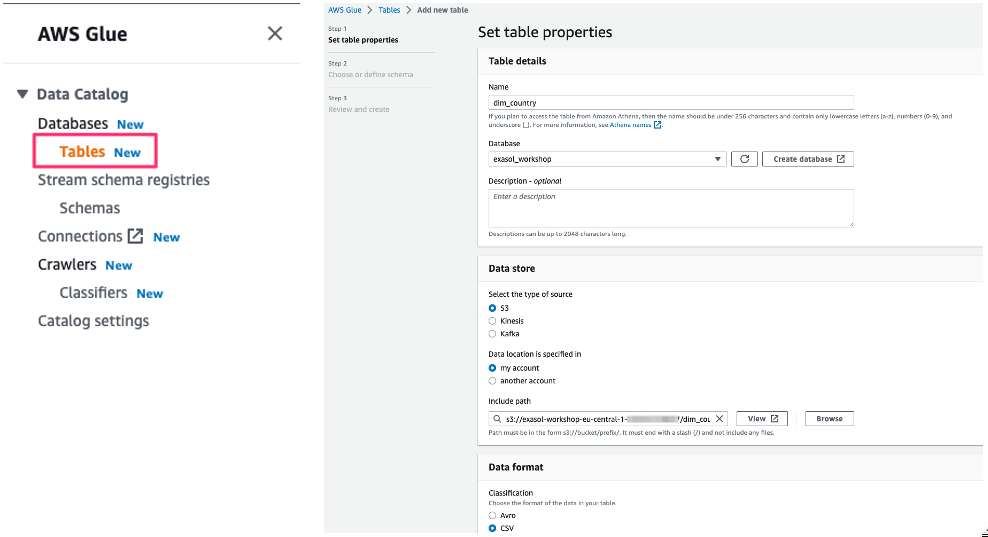 AWS Glue
Data Catalog
Databases New
Tables New
Stream schema registries
Schemas
Connections New
Crawlers New
Classifiers New
Catalog settings
AWS Glue > Tables > Add new table
Step 1
Set table properties
Step 2
Choose or define schema
Step 3
Review and create
Set table properties
Table details
Name
dim_country
If you plan to access the table from Amazon Athena, then the name should be under 256 characters and contain only lowercase letters (a-z), numbers (0-9), and
underscore (_). For more information, see Athena names
Database
exasol_workshop
Create database
Description - optional
Enter a description
Descriptions can be up to 2048 characters long.
Data store
Select the type of source
S3
Kinesis
Kafka
Data location is specified in
my account
another account
Include path
s3://exasol-workshop-eu-central-1- /dim_cou
View
Browse
Path must be in the form s3://bucket/prefix/. It must end with a slash (/) and not include any files.
Data format
Classification
Choose the format of the data in your table.
Avro
CSV